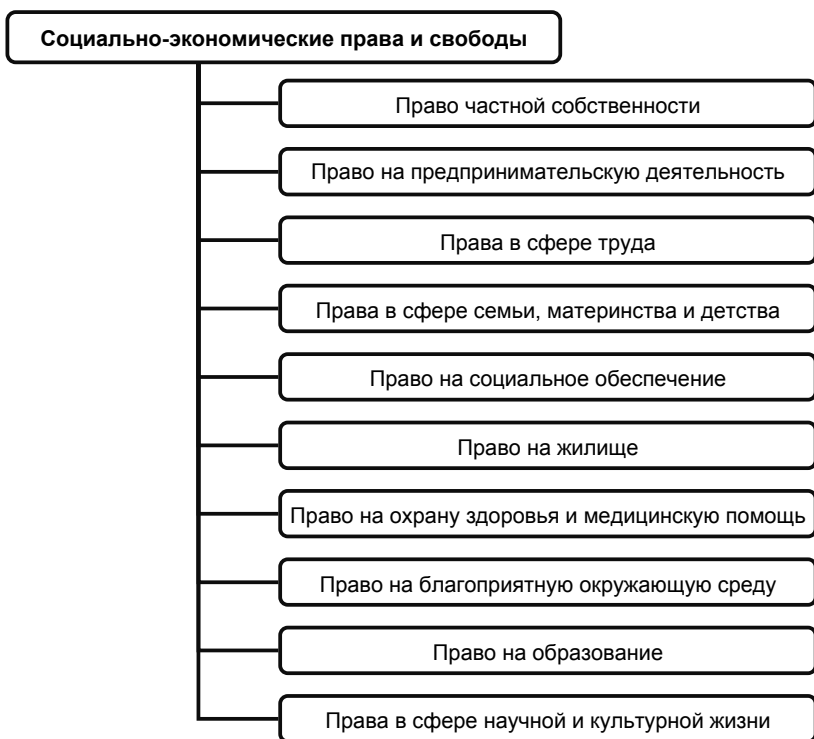 Социально-экономические права и свободы
Право частной собственности
Право на предпринимательскую деятельность
Права в сфере труда
Права в сфере семьи, материнства и детства
Право на социальное обеспечение
Право на жилище
Право на охрану здоровья и медицинскую помощь
Право на благоприятную окружающую среду
Право на образование
Права в сфере научной и культурной жизни